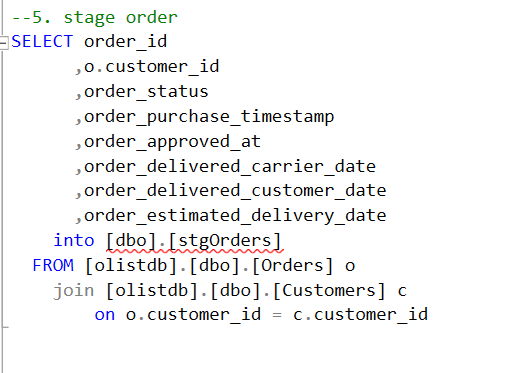 --5. stage order
SELECT order_id
,o.customer_id
,order_status
,order_purchase_timestamp
,order_approved_at
,order_delivered_carrier_date
,order_delivered_customer_date
,order_estimated_delivery_date
into [dbo].[stgOrders]
FROM [olistdb].[dbo].[Orders] o
join [olistdb].[dbo].[Customers] c
on o.customer_id = c.customer_id